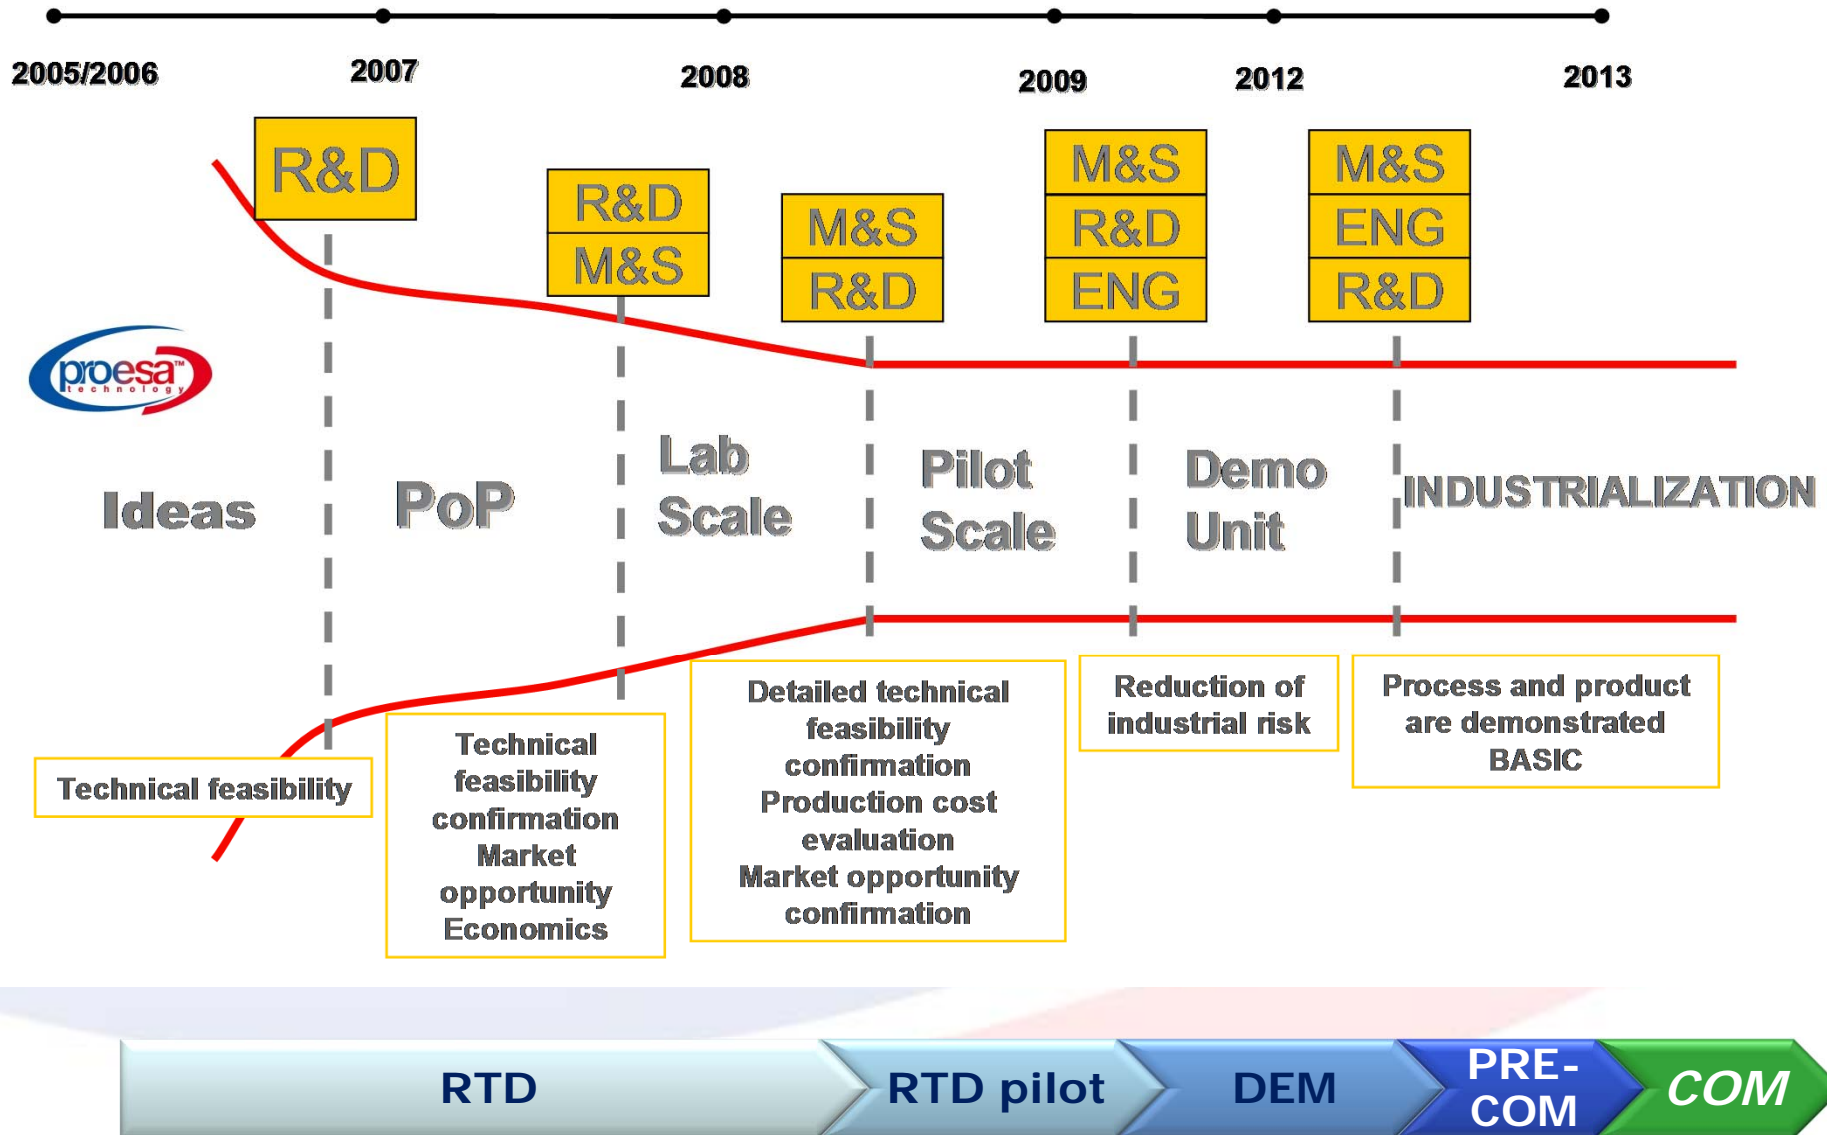 2005/2006
2007
2008
2009
2012
2013
R&D
R&D
M&S
M&S
R&D
M&S
R&D
ENG
M&S
ENG
R&D
proesa™
technology
Ideas
PoP
Lab
Scale
Pilot
Scale
Demo
Unit
INDUSTRIALIZATION
Technical feasibility
Technical
feasibility
confirmation
Market
opportunity
Economics
Detailed technical
feasibility
confirmation
Production cost
evaluation
Market opportunity
confirmation
Reduction of
industrial risk
Process and product
are demonstrated
BASIC
RTD
RTD pilot
DEM
PRE-
COM
COM